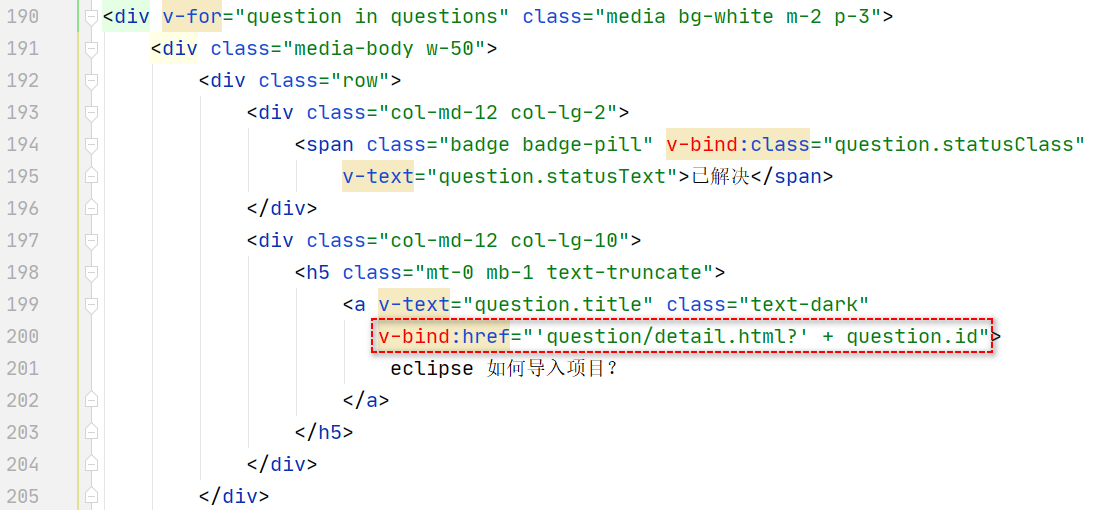 190 <div v-for="question in questions" class="media bg-white m-2 p-3">
191 <div class="media-body w-50">
192 <div class="row">
193 <div class="col-md-12 col-lg-2">
194 <span class="badge badge-pill" v-bind:class="question.statusClass"
195 v-text="question.statusText">已解决</span>
196 </div>
197 <div class="col-md-12 col-lg-10">
198 <h5 class="mt-0 mb-1 text-truncate">
199 <a v-text="question.title" class="text-dark"
200 v-bind:href="'question/detail.html?' + question.id">
201 eclipse 如何导入项目?
202 </a>
203 </h5>
204 </div>
205 </div>